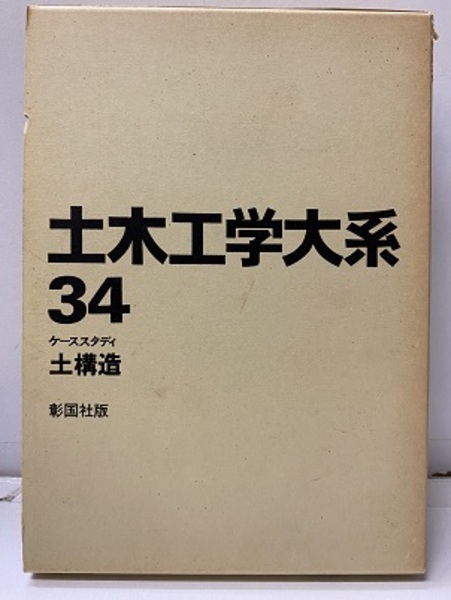 土木工学大系
34
ケーススタディ
土構造
彰国社版